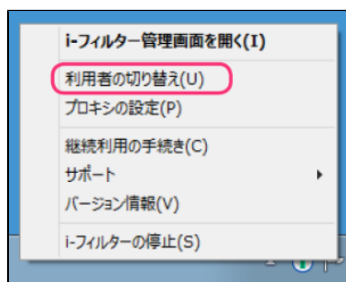 i-フィルター管理画面を開く(I)
利用者の切り替え(U)
プロキシの設定(P)
継続利用の手続き(C)
サポート
バージョン情報(V)
i-フィルターの停止(S)